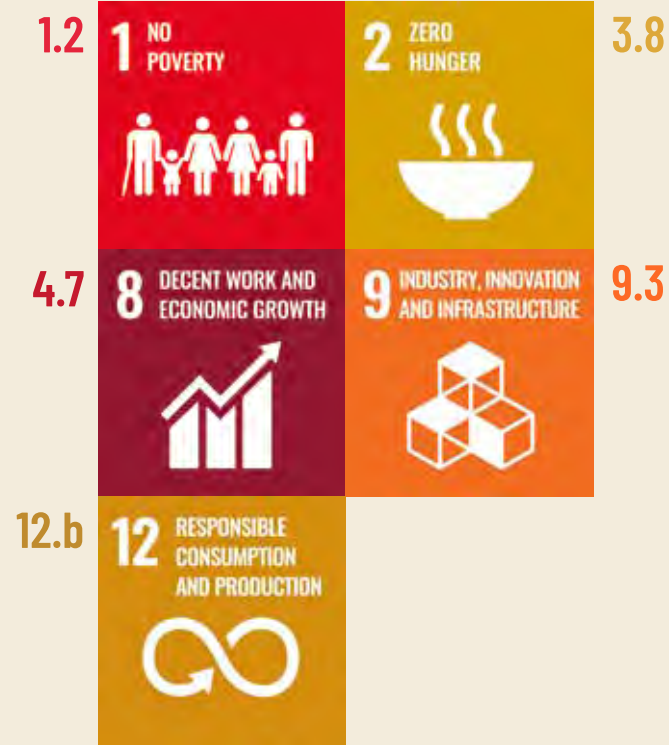 1.2
1 NO
POVERTY
2 ZERO
HUNGER
3.8
4.7
8 DECENT WORK AND
ECONOMIC GROWTH
9 INDUSTRY, INNOVATION
AND INFRASTRUCTURE
9.3
12.b
12 RESPONSIBLE
CONSUMPTION
AND PRODUCTION